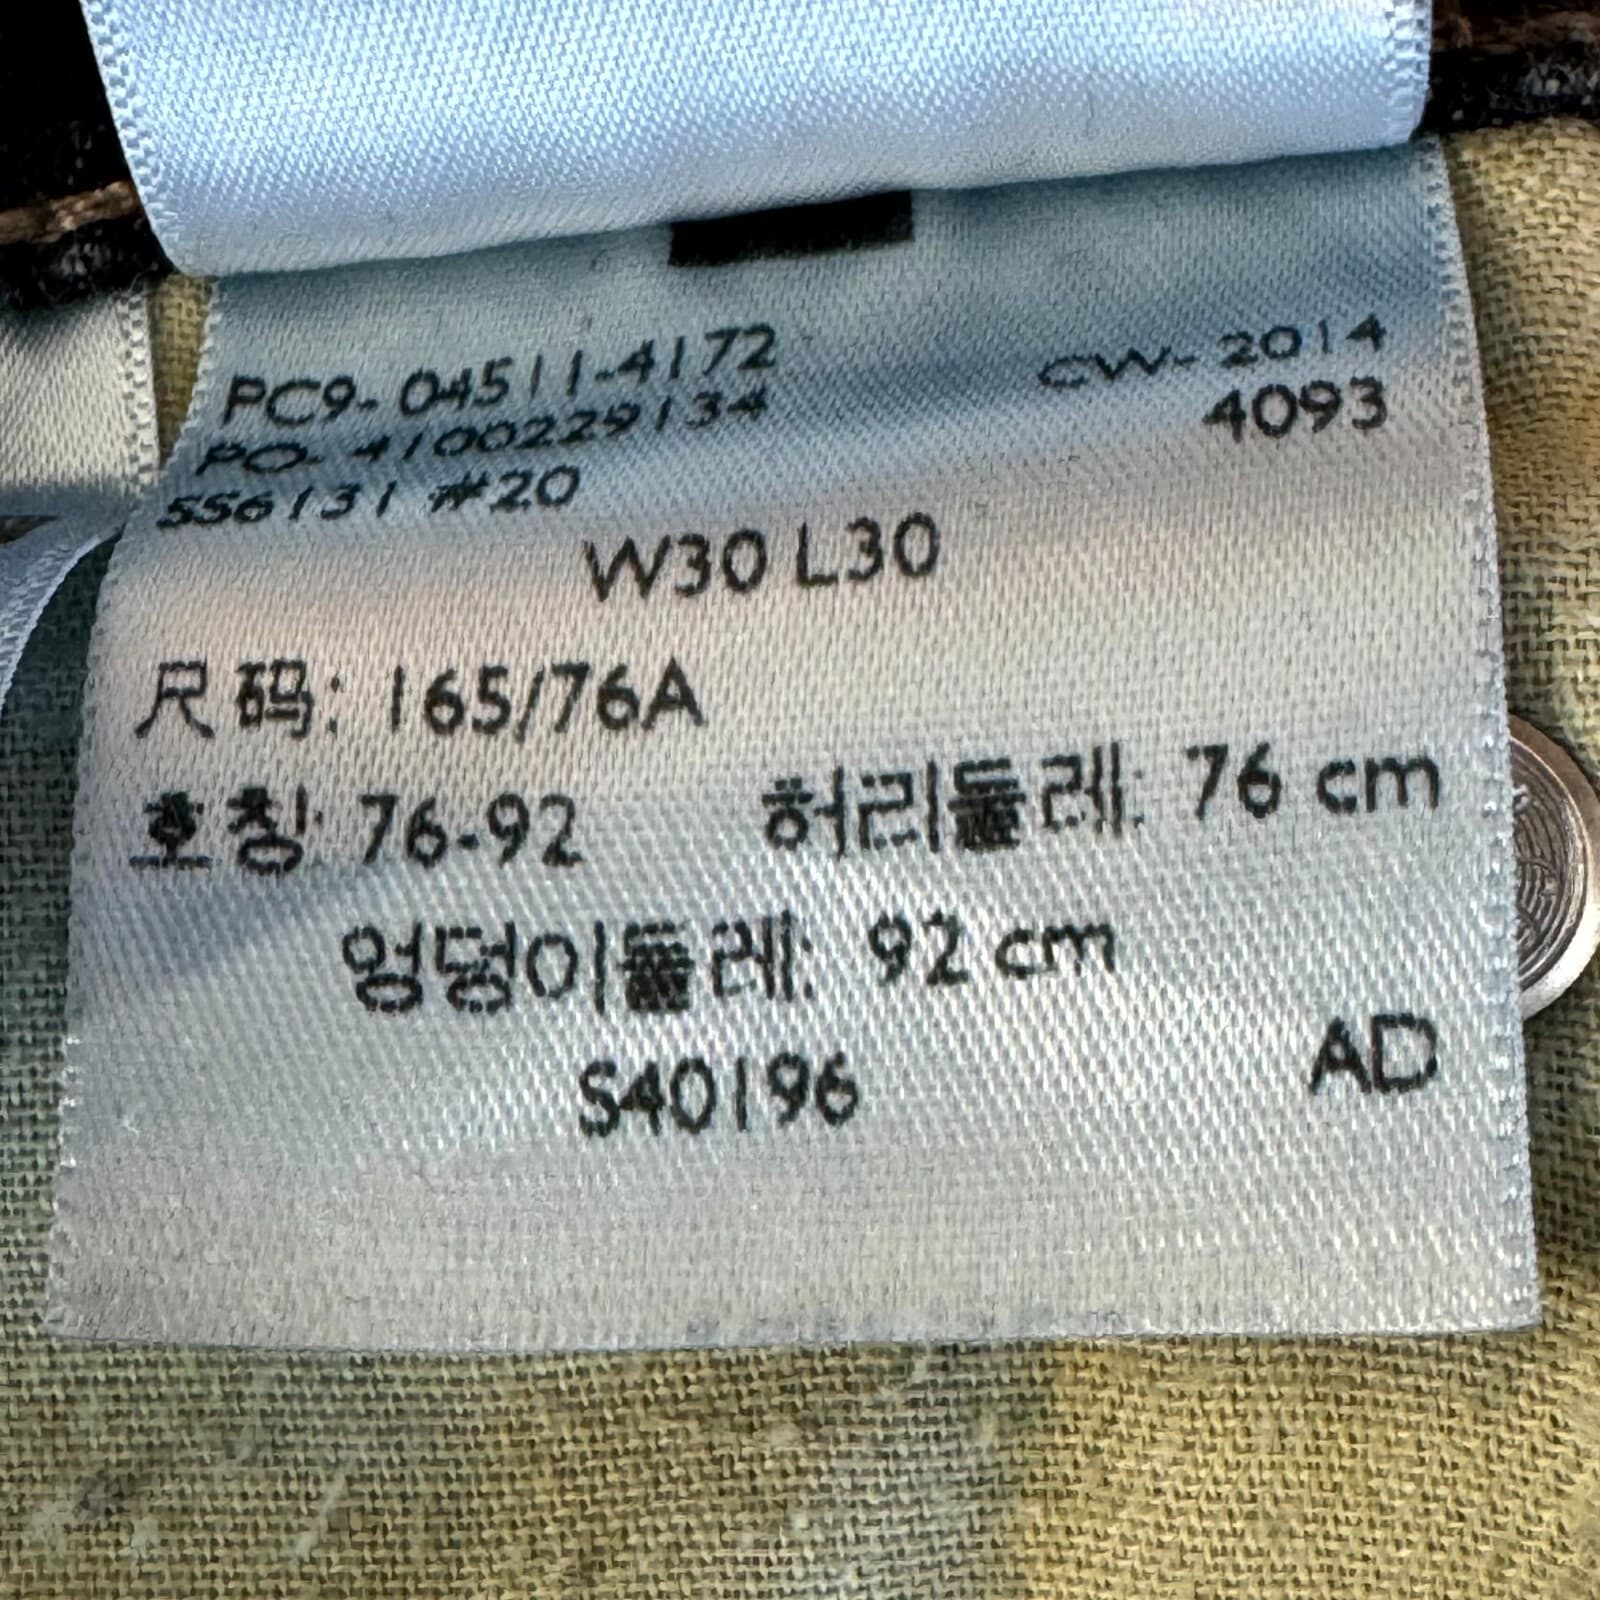 PC9-04511-4172
CW-2014
PO-4100229134
4093
556131 #20
W30 L30
尺码: 165/76A
호칭: 76-92 허리둘레: 76 cm
엉덩이둘레: 92 cm
S40196
AD